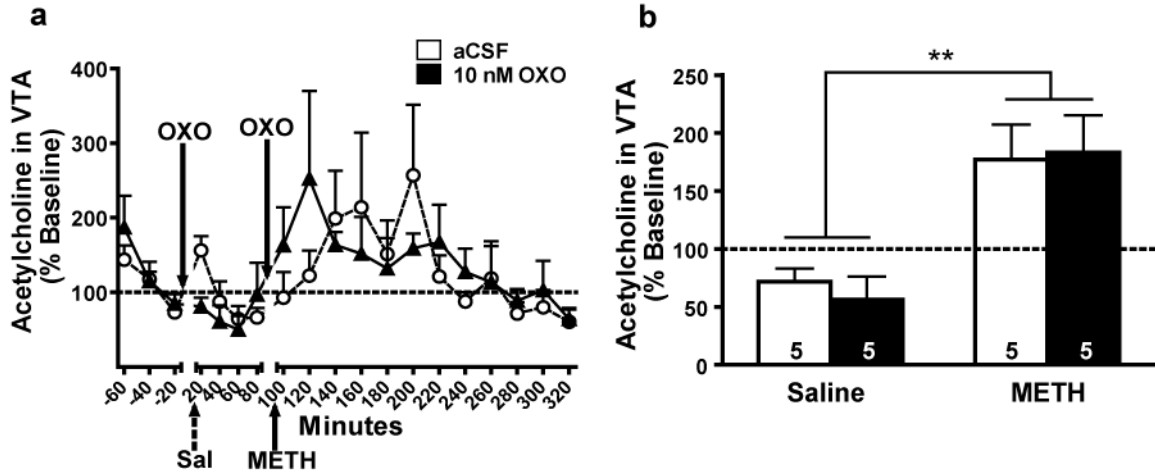 a
aCSF
10 nM OXO
Acetylcholine in VTA
(% Baseline)
400
300
200
100
OXO
OXO
-60
-40
-20
20
40
60
80
100
120
140
160
180
200
220
240
260
280
300
320
Minutes
Sal
METH
b
**
Acetylcholine in VTA
(% Baseline)
250
200
150
100
50
0
5
5
5
5
Saline
METH